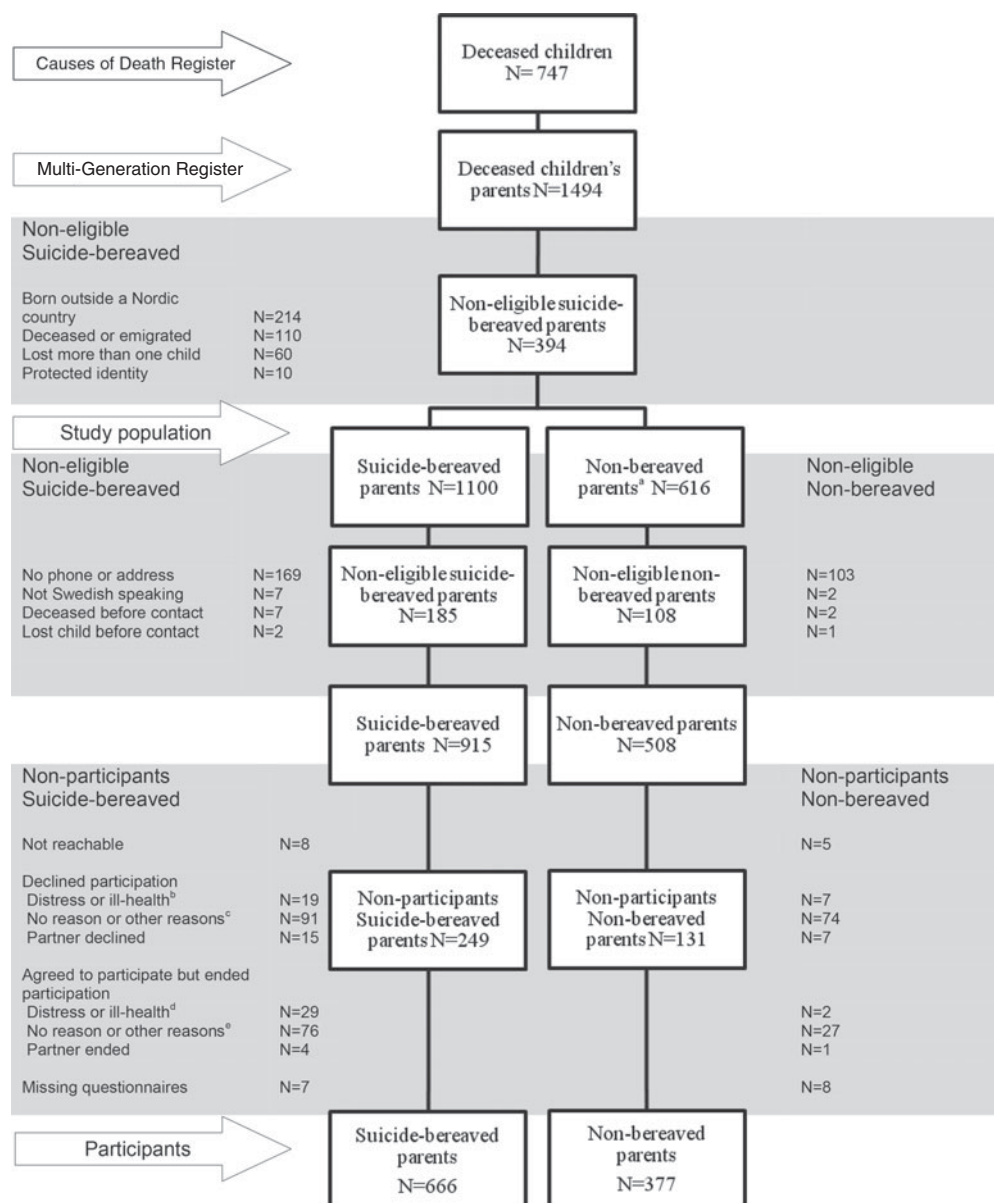 Causes of Death Register
Deceased children
N= 747
Multi-Generation Register
Deceased children's
parents N=1494
Non-eligible
Suicide-bereaved
Born outside a Nordic
country N=214
Deceased or emigrated N=110
Lost more than one child N=60
Protected identity N=10
Non-eligible suicide-
bereaved parents
N=394
Study population
Suicide-bereaved
parents N=1100
Non-bereaved
parentsᵃ N=616
Non-eligible
Suicide-bereaved
Non-eligible
Non-bereaved
No phone or address N=169
Not Swedish speaking N=7
Deceased before contact N=7
Lost child before contact N=2
Non-eligible suicide-
bereaved parents
N=185
Non-eligible non-
bereaved parents
N=108
N=103
N=2
N=2
N=1
Suicide-bereaved
parents N=915
Non-bereaved parents
N=508
Non-participants
Suicide-bereaved
Non-participants
Non-bereaved
Not reachable N=8
Declined participation
Distress or ill-healthᵇ N=19
No reason or other reasonsᶜ N=91
Partner declined N=15
Agreed to participate but ended
participation
Distress or ill-healthᵈ N=29
No reason or other reasonsᵉ N=76
Partner ended N=4
Missing questionnaires N=7
Non-participants
Suicide-bereaved
parents N=249
Non-participants
Non-bereaved
parents N=131
N=5
N=7
N=74
N=7
N=2
N=27
N=1
N=8
Participants
Suicide-bereaved
parents
N=666
Non-bereaved
parents
N=377